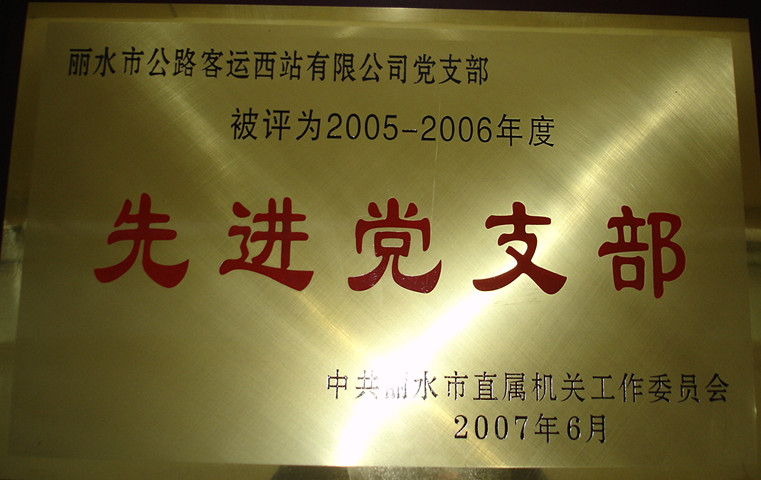 丽水市公路客运西站有限公司党支部
被评为2005-2006年度
先进党支部
中共丽水市直属机关工作委员会
2007年6月